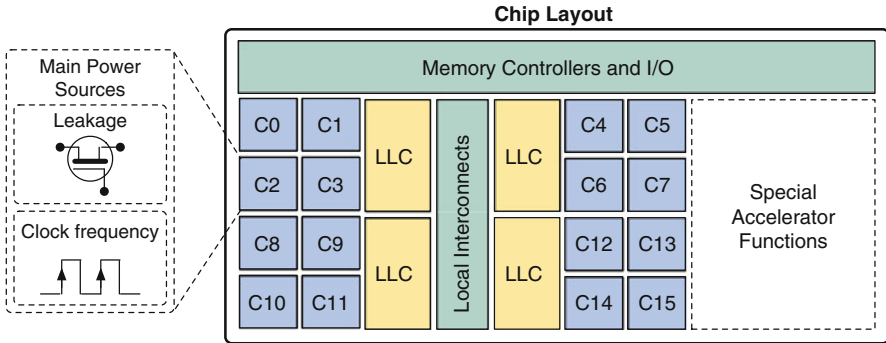 Chip Layout
Main Power
Sources
Leakage
Clock frequency
Memory Controllers and I/O
C0
C1
C2
C3
C8
C9
C10
C11
LLC
LLC
Local Interconnects
LLC
LLC
C4
C5
C6
C7
C12
C13
C14
C15
Special
Accelerator
Functions